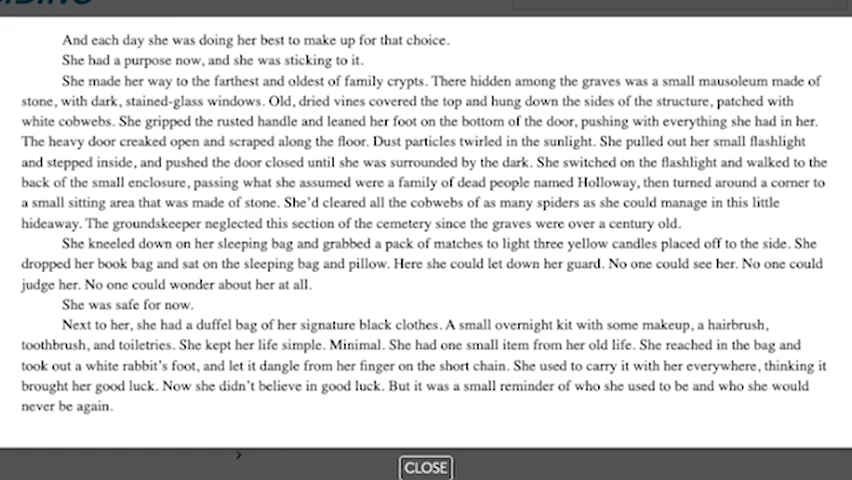 And each day she was doing her best to make up for that choice.
She had a purpose now, and she was sticking to it.
She made her way to the farthest and oldest of family crypts. There hidden among the graves was a small mausoleum made of
stone, with dark, stained-glass windows. Old, dried vines covered the top and hung down the sides of the structure, patched with
white cobwebs. She gripped the rusted handle and leaned her foot on the bottom of the door, pushing with everything she had in her.
The heavy door creaked open and scraped along the floor. Dust particles twirled in the sunlight. She pulled out her small flashlight
and stepped inside, and pushed the door closed until she was surrounded by the dark. She switched on the flashlight and walked to the
back of the small enclosure, passing what she assumed were a family of dead people named Holloway, then turned around a corner to
a small sitting area that was made of stone. She'd cleared all the cobwebs of as many spiders as she could manage in this little
hideaway. The groundskeeper neglected this section of the cemetery since the graves were over a century old.
She kneeled down on her sleeping bag and grabbed a pack of matches to light three yellow candles placed off to the side. She
dropped her book bag and sat on the sleeping bag and pillow. Here she could let down her guard. No one could see her. No one could
judge her. No one could wonder about her at all.
She was safe for now.
Next to her, she had a duffel bag of her signature black clothes. A small overnight kit with some makeup, a hairbrush,
toothbrush, and toiletries. She kept her life simple. Minimal. She had one small item from her old life. She reached in the bag and
took out a white rabbit's foot, and let it dangle from her finger on the short chain. She used to carry it with her everywhere, thinking it
brought her good luck. Now she didn't believe in good luck. But it was a small reminder of who she used to be and who she would
never be again.
CLOSE